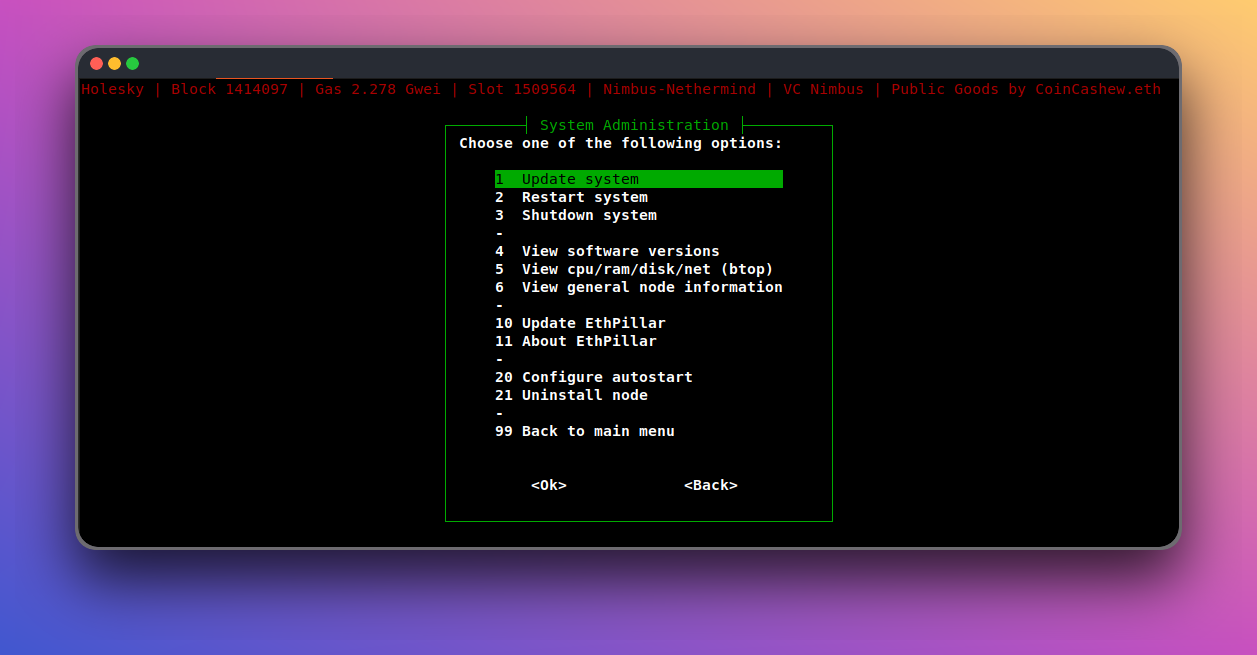 Holesky | Block 1414097 | Gas 2.278 Gwei | Slot 1509564 | Nimbus-Nethermind | VC Nimbus | Public Goods by CoinCashew.eth
System Administration
Choose one of the following options:
1 Update system
2 Restart system
3 Shutdown system
-
4 View software versions
5 View cpu/ram/disk/net (btop)
6 View general node information
-
10 Update EthPillar
11 About EthPillar
-
20 Configure autostart
21 Uninstall node
-
99 Back to main menu
<Ok> <Back>